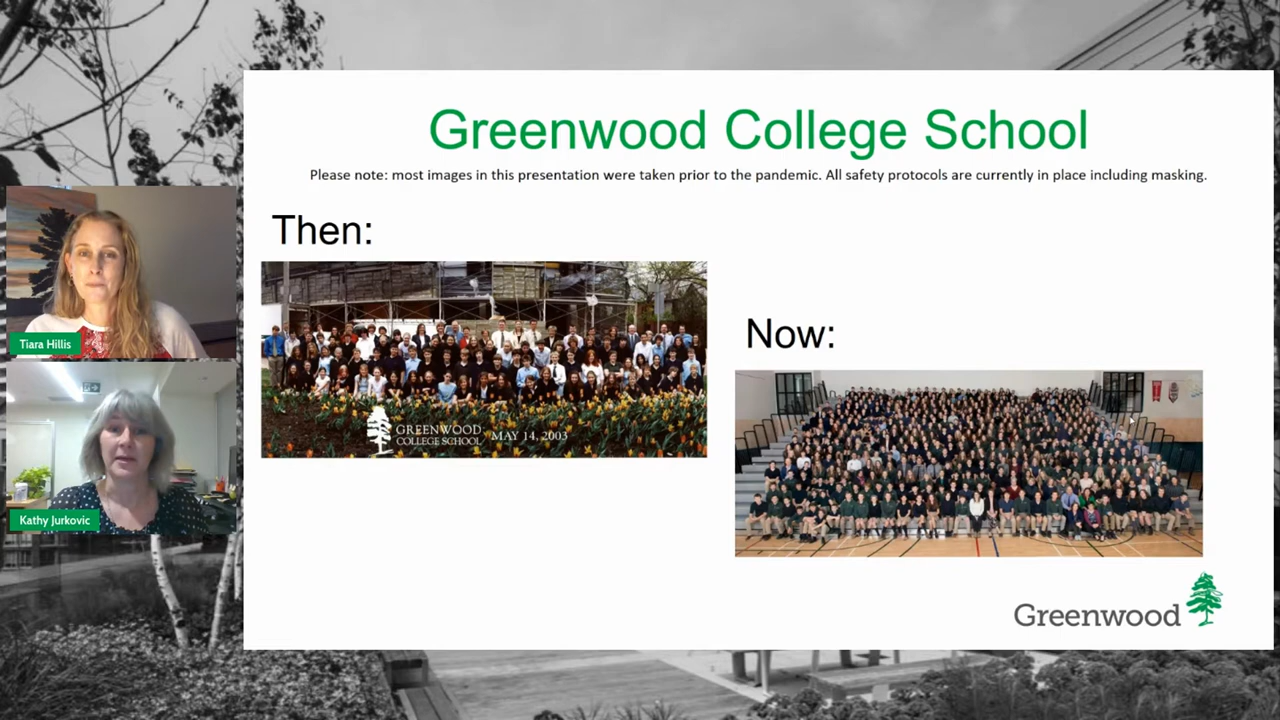 Greenwood College School
Please note: most images in this presentation were taken prior to the pandemic. All safety protocols are currently in place including masking.
Then:
GREENWOOD
COLLEGE SCHOOL MAY 14, 2003
Now:
Tiara Hillis
Kathy Jurkovic
Greenwood